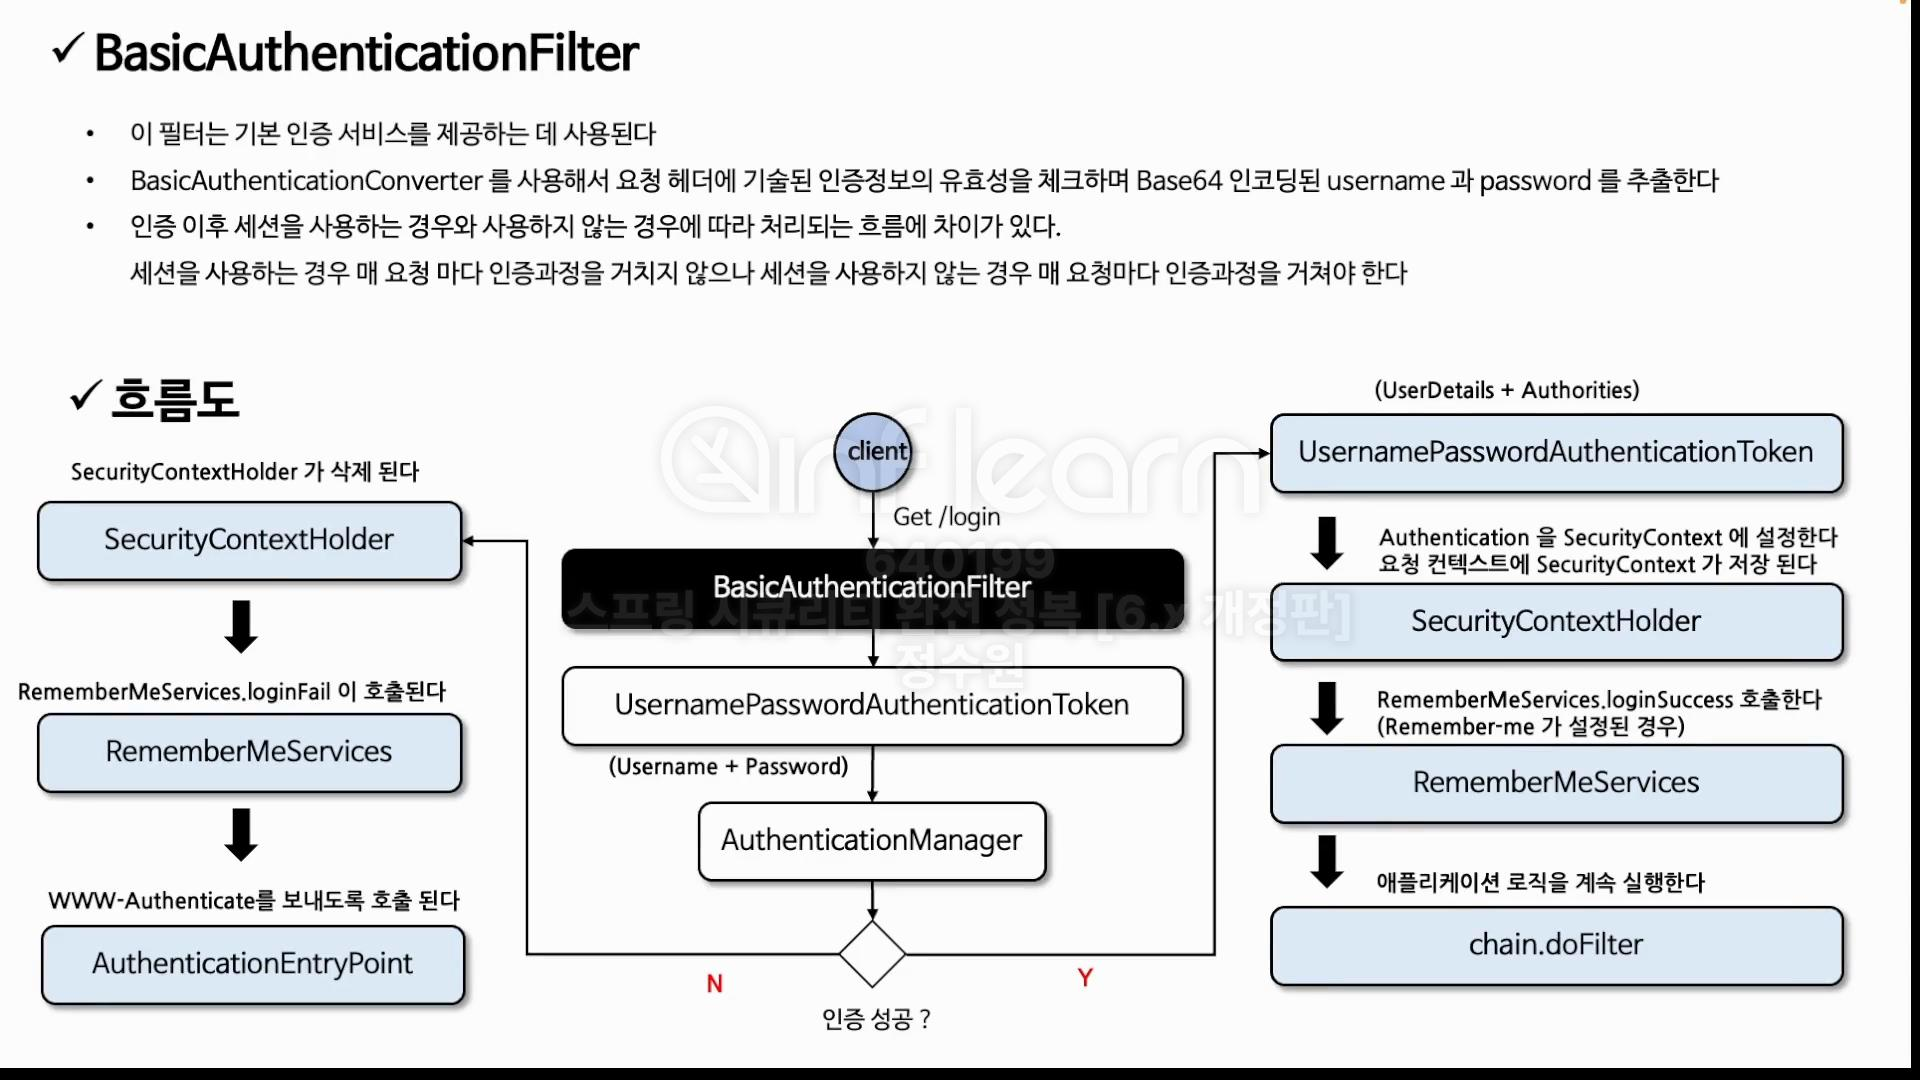 ✓ BasicAuthenticationFilter
• 이 필터는 기본 인증 서비스를 제공하는 데 사용된다
• BasicAuthenticationConverter 를 사용해서 요청 헤더에 기술된 인증정보의 유효성을 체크하며 Base64 인코딩된 username 과 password 를 추출한다
• 인증 이후 세션을 사용하는 경우와 사용하지 않는 경우에 따라 처리되는 흐름에 차이가 있다.
세션을 사용하는 경우 매 요청 마다 인증과정을 거치지 않으나 세션을 사용하지 않는 경우 매 요청마다 인증과정을 거쳐야 한다
✓ 흐름도
SecurityContextHolder 가 삭제 된다
SecurityContextHolder
RememberMeServices.loginFail 이 호출된다
RememberMeServices
WWW-Authenticate를 보내도록 호출 된다
AuthenticationEntryPoint
client
Get /login
BasicAuthenticationFilter
UsernamePasswordAuthenticationToken
(Username + Password)
AuthenticationManager
N
Y
인증 성공 ?
(UserDetails + Authorities)
UsernamePasswordAuthenticationToken
Authentication 을 SecurityContext 에 설정한다
요청 컨텍스트에 SecurityContext 가 저장 된다
SecurityContextHolder
RememberMeServices.loginSuccess 호출한다
(Remember-me 가 설정된 경우)
RememberMeServices
애플리케이션 로직을 계속 실행한다
chain.doFilter
inflearn
640199
스프링 시큐리티 완전 정복 [6.x 개정판]
정수원